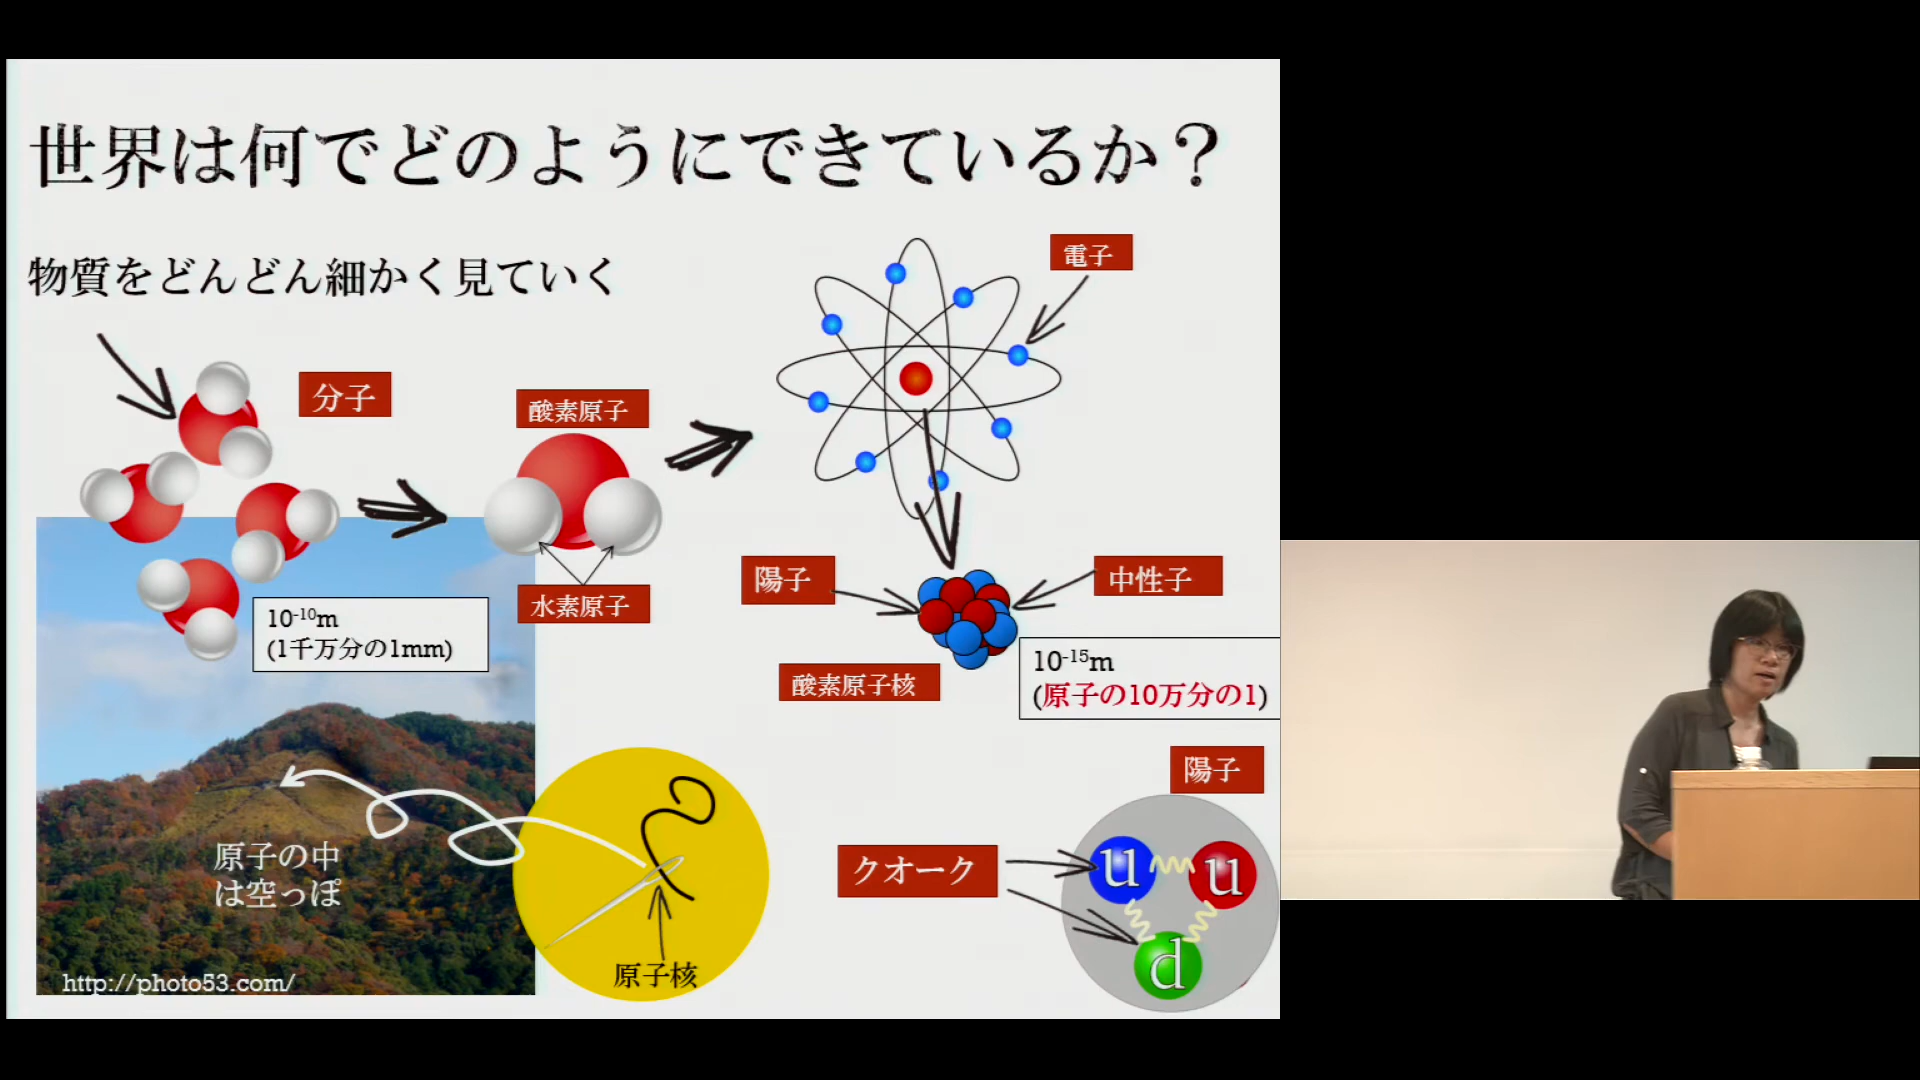 世界は何でどのようにできているか？
物質をどんどん細かく見ていく
電子
分子
酸素原子
水素原子
10-10m
(1千万分の1mm)
陽子
中性子
酸素原子核
10-15m
(原子の10万分の1)
原子の中
は空っぽ
原子核
http://photo53.com/
陽子
クオーク
u
u
d